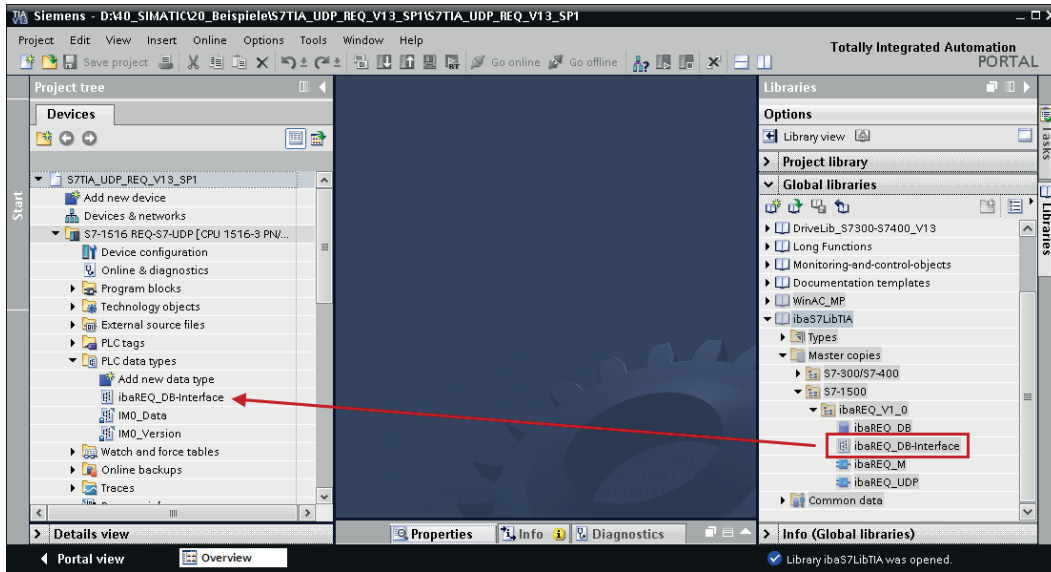 Siemens - D:\40_SIMATIC\20_Beispiele\S7TIA_UDP_REQ_V13_SP1\S7TIA_UDP_REQ_V13_SP1
Project Edit View Insert Online Options Tools Window Help
Save project Go online Go offline
Totally Integrated Automation
PORTAL
Start
Project tree
Devices
S7TIA_UDP_REQ_V13_SP1
Add new device
Devices & networks
S7-1516 REQ-S7-UDP [CPU 1516-3 PN/...
Device configuration
Online & diagnostics
Program blocks
Technology objects
External source files
PLC tags
PLC data types
Add new data type
ibaREQ_DB-Interface
IM0_Data
IM0_Version
Watch and force tables
Online backups
Traces
Details view
Properties Info Diagnostics
Libraries
Options
Library view
Project library
Global libraries
DriveLib_S7300-S7400_V13
Long Functions
Monitoring-and-control-objects
Documentation templates
WinAC_MP
ibaS7LibTIA
Types
Master copies
S7-300/S7-400
S7-1500
ibaREQ_V1_0
ibaREQ_DB
ibaREQ_DB-Interface
ibaREQ_M
ibaREQ_UDP
Common data
Info (Global libraries)
Tasks
Libraries
Portal view Overview
Library ibaS7LibTIA was opened.